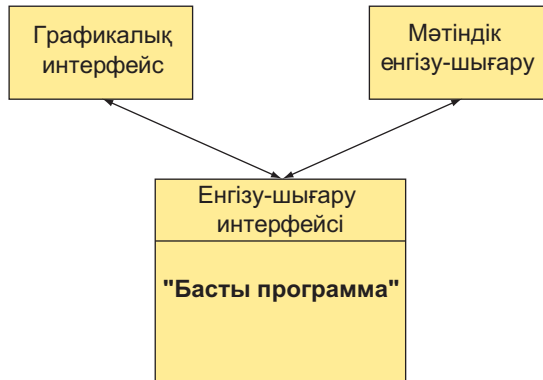 Графикалық
интерфейс
Мәтіндік
енгізу-шығару
Енгізу-шығару
интерфейсі
"Басты программа"